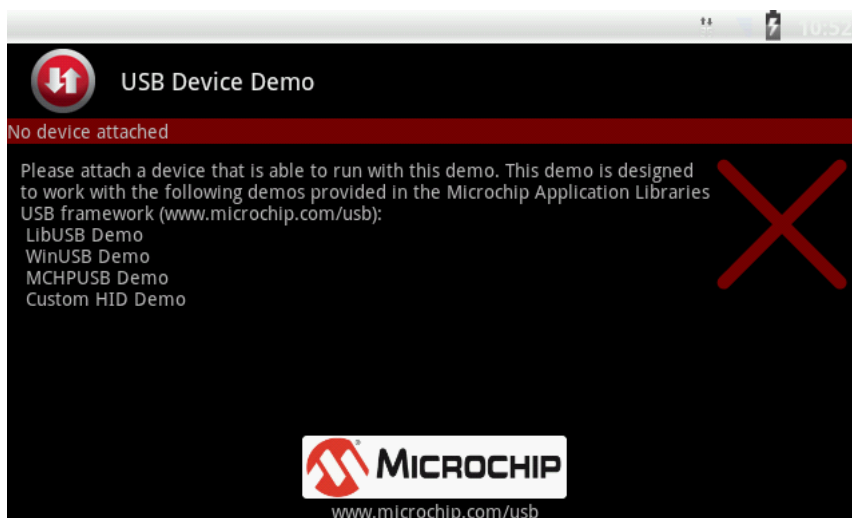 10:52
USB Device Demo
No device attached
Please attach a device that is able to run with this demo. This demo is designed
to work with the following demos provided in the Microchip Application Libraries
USB framework (www.microchip.com/usb):
LibUSB Demo
WinUSB Demo
MCHPUSB Demo
Custom HID Demo
MICROCHIP
www.microchip.com/usb